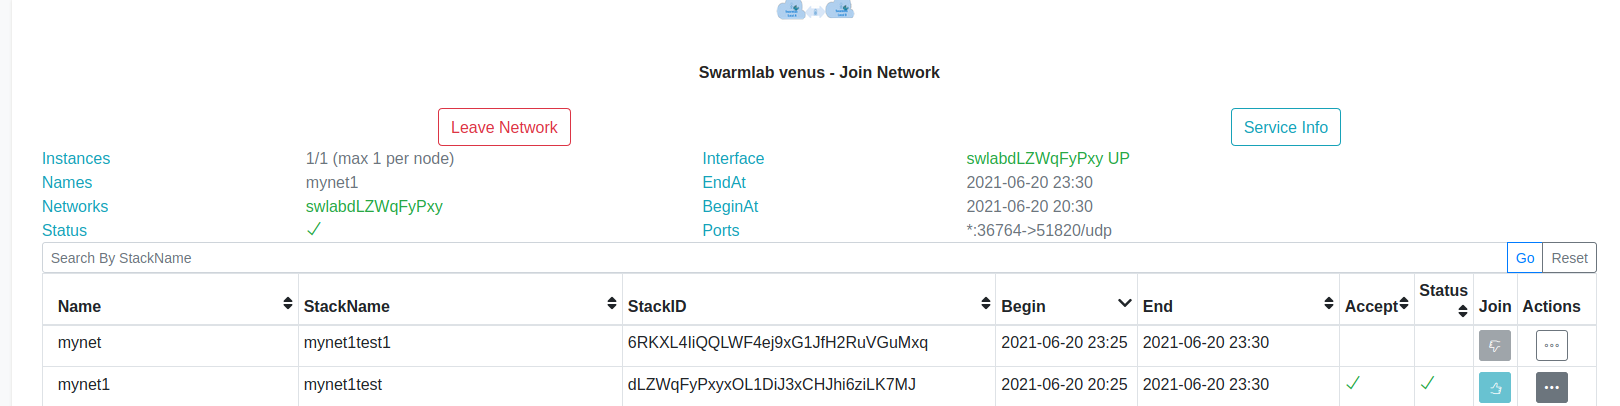 Swarmlab venus - Join Network
Leave Network Service Info
Instances 1/1 (max 1 per node) Interface swlabdLZWqFyPxy UP
Names mynet1 EndAt 2021-06-20 23:30
Networks swlabdLZWqFyPxy BeginAt 2021-06-20 20:30
Status Ports *:36764->51820/udp
Search By StackName Go Reset
Name StackName StackID Begin End Accept Status Join Actions
mynet mynet1test1 6RKXL4IiQQLWF4ej9xG1JfH2RuVGuMxq 2021-06-20 23:25 2021-06-20 23:30
mynet1 mynet1test dLZWqFyPxyxOL1DiJ3xCHJhi6ziLK7MJ 2021-06-20 20:25 2021-06-20 23:30